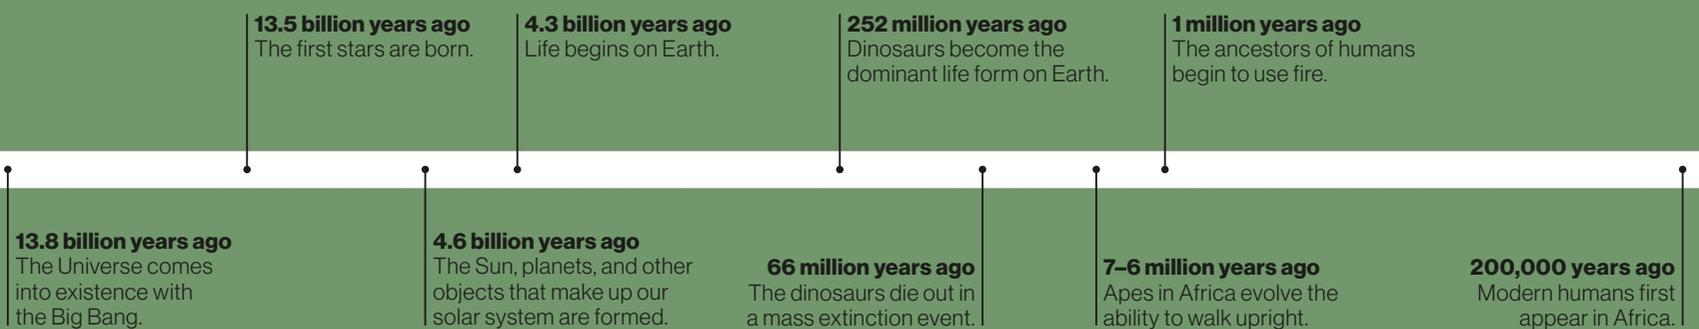 13.5 billion years ago
The first stars are born.
4.3 billion years ago
Life begins on Earth.
252 million years ago
Dinosaurs become the
dominant life form on Earth.
1 million years ago
The ancestors of humans
begin to use fire.
13.8 billion years ago
The Universe comes
into existence with
the Big Bang.
4.6 billion years ago
The Sun, planets, and other
objects that make up our
solar system are formed.
66 million years ago
The dinosaurs die out in
a mass extinction event.
7–6 million years ago
Apes in Africa evolve the
ability to walk upright.
200,000 years ago
Modern humans first
appear in Africa.